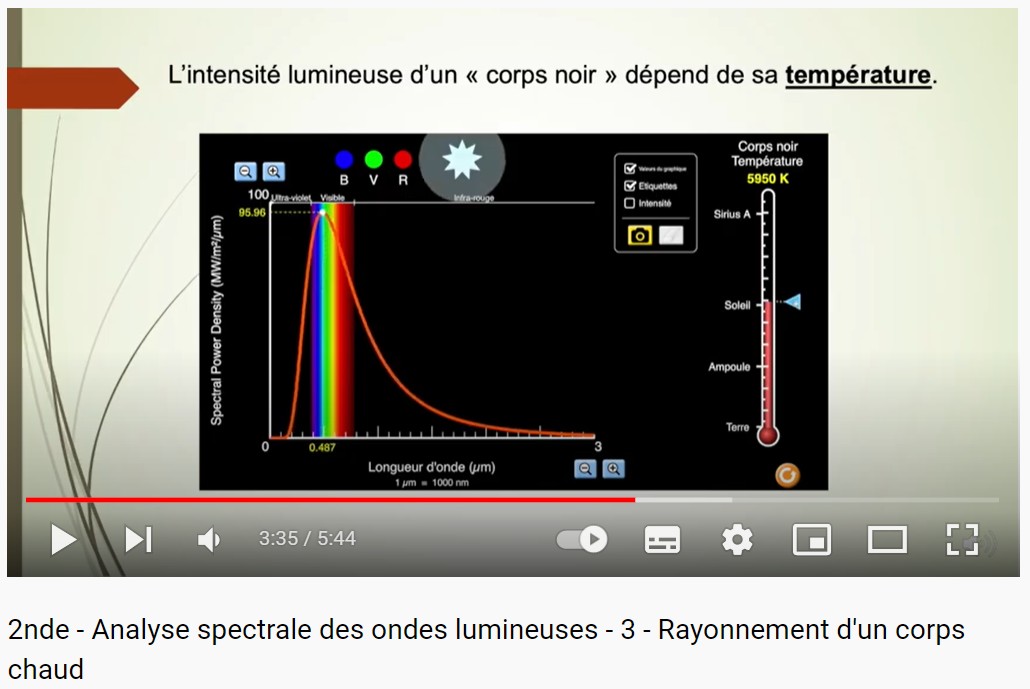 L'intensité lumineuse d'un « corps noir » dépend de sa température.
B V R
100
Ultra-violet Visible Infra-rouge
95.96
Spectral Power Density (MW/m²/µm)
0 0.487 3
Longueur d'onde (µm)
1 µm = 1000 nm
Valeurs du graphique
Etiquettes
Intensité
Corps noir
Température
5950 K
Sirius A
Soleil
Ampoule
Terre
3:35 / 5:44
2nde - Analyse spectrale des ondes lumineuses - 3 - Rayonnement d'un corps
chaud